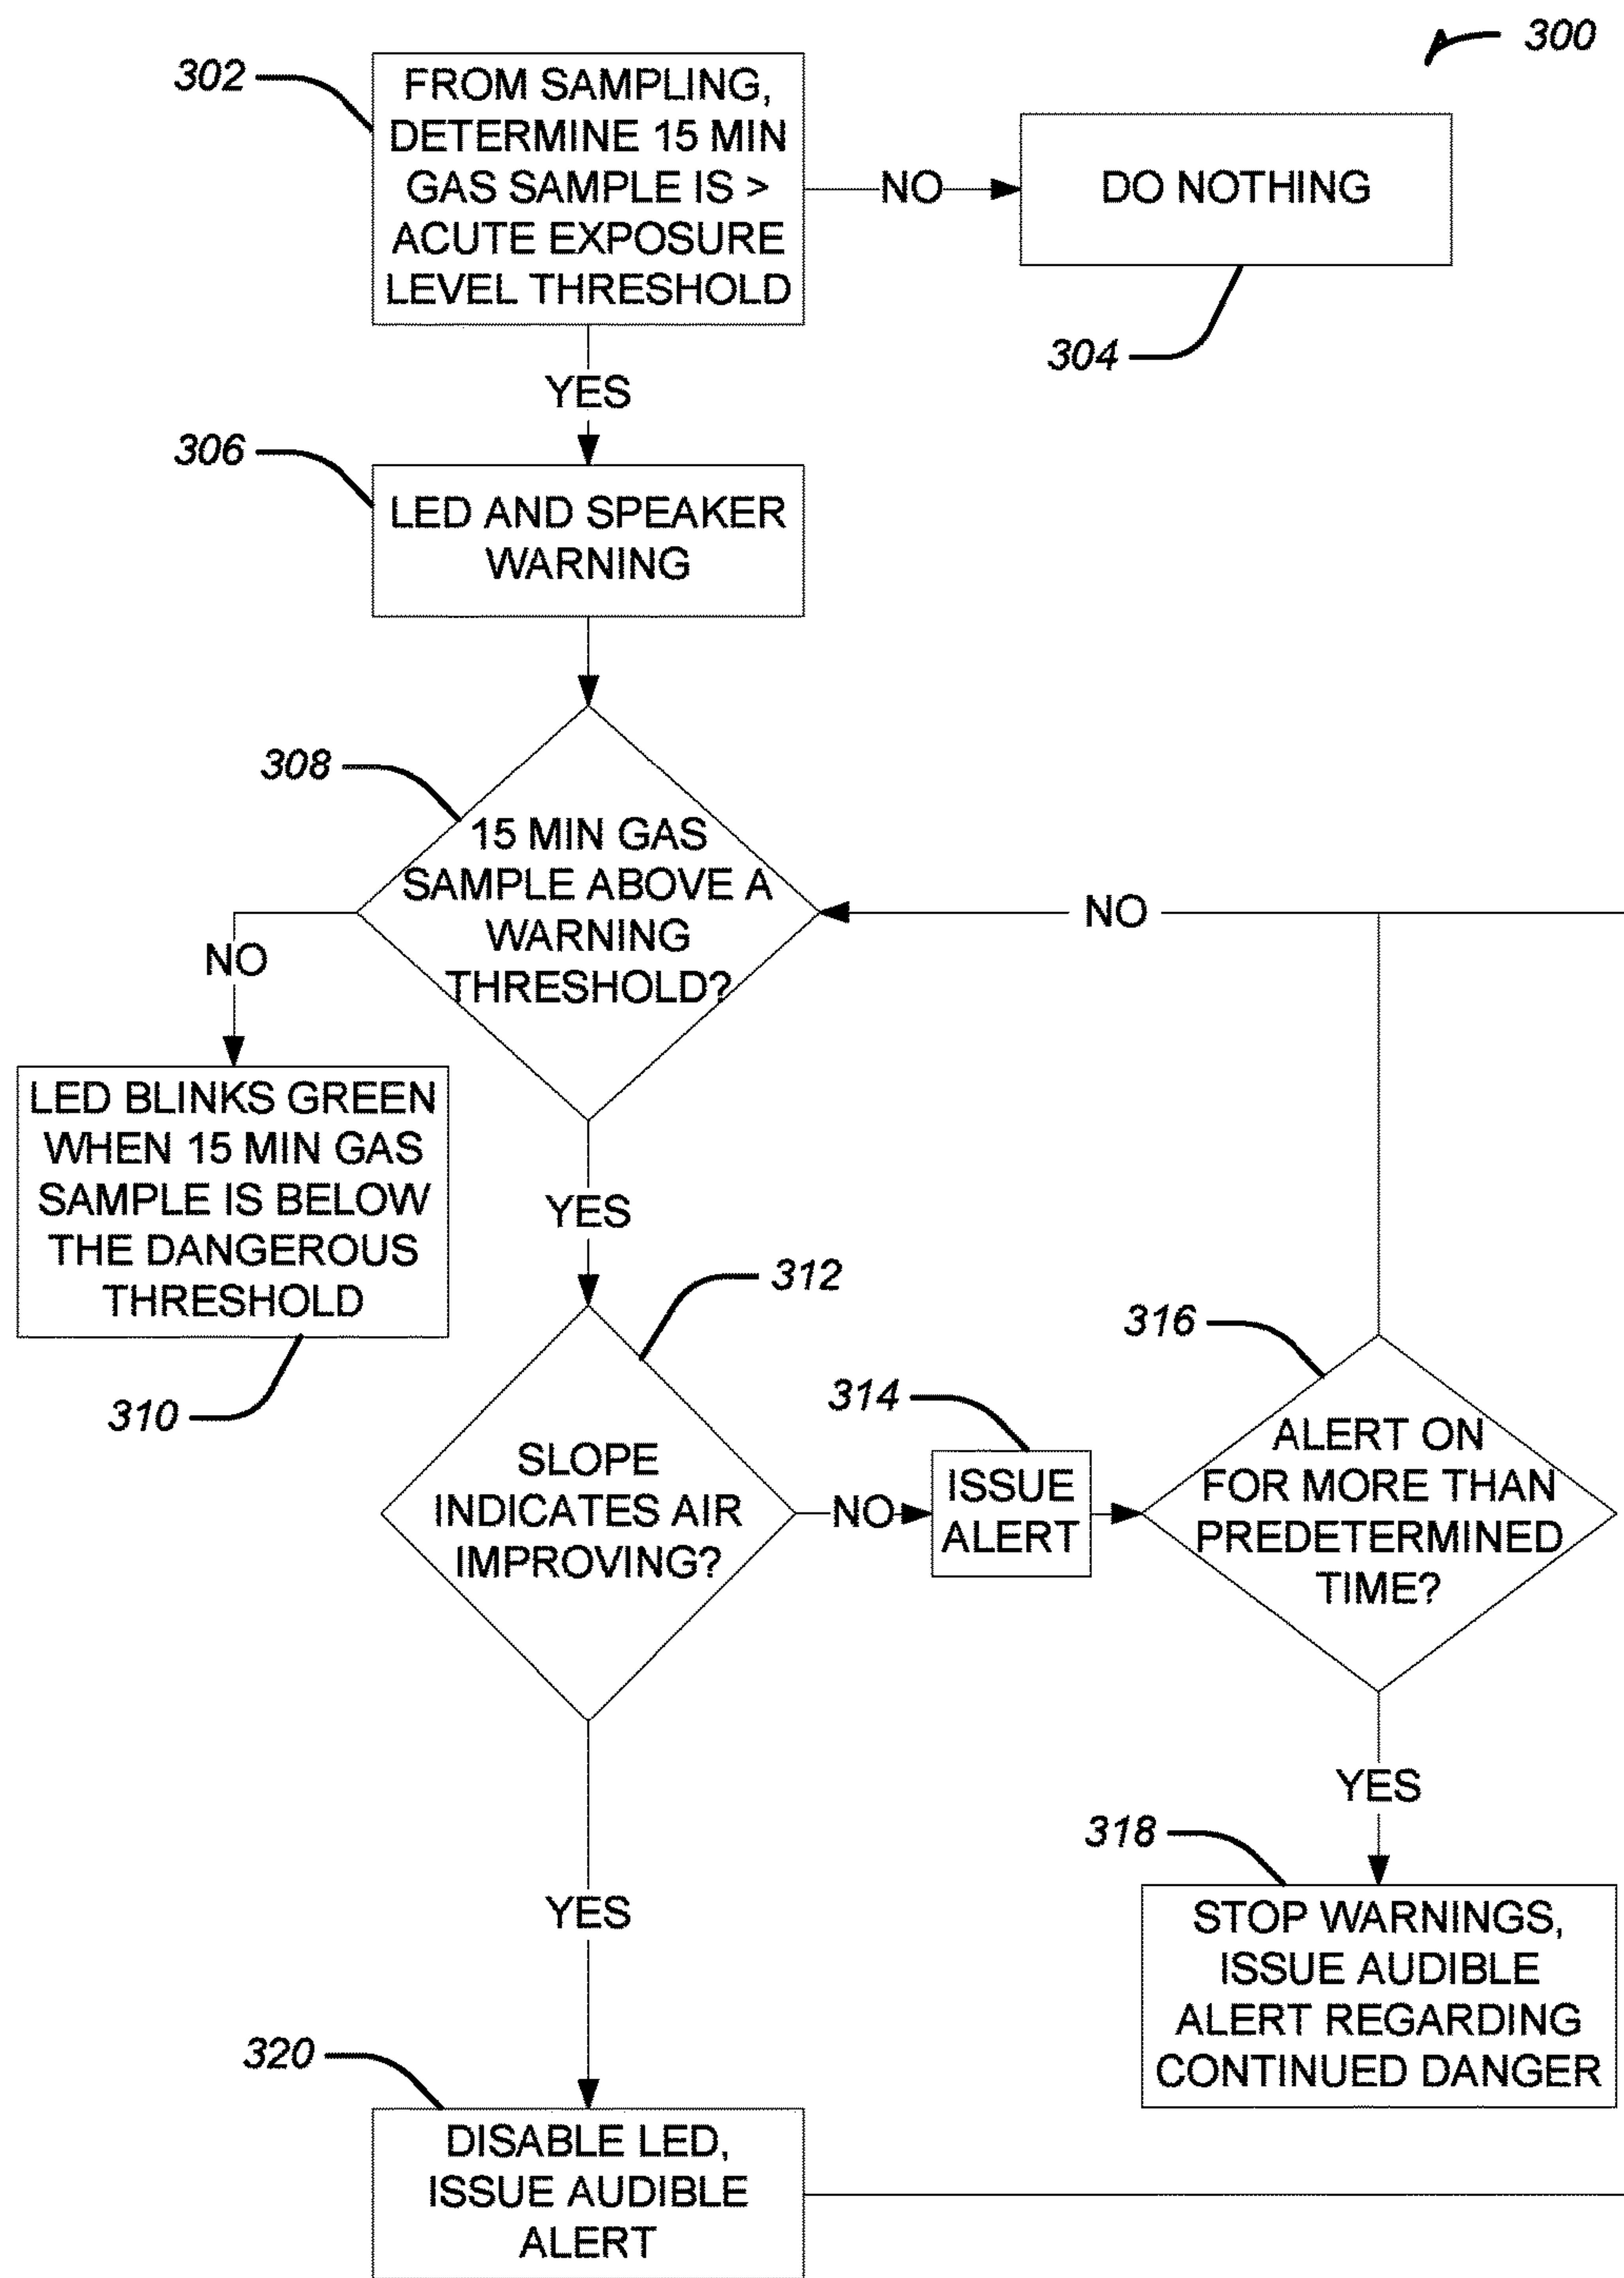 300
302
FROM SAMPLING,
DETERMINE 15 MIN
GAS SAMPLE IS >
ACUTE EXPOSURE
LEVEL THRESHOLD
NO
DO NOTHING
304
YES
306
LED AND SPEAKER
WARNING
308
15 MIN GAS
SAMPLE ABOVE A
WARNING
THRESHOLD?
NO
NO
LED BLINKS GREEN
WHEN 15 MIN GAS
SAMPLE IS BELOW
THE DANGEROUS
THRESHOLD
310
YES
312
SLOPE
INDICATES AIR
IMPROVING?
NO
314
ISSUE
ALERT
316
ALERT ON
FOR MORE THAN
PREDETERMINED
TIME?
YES
318
STOP WARNINGS,
ISSUE AUDIBLE
ALERT REGARDING
CONTINUED DANGER
YES
320
DISABLE LED,
ISSUE AUDIBLE
ALERT